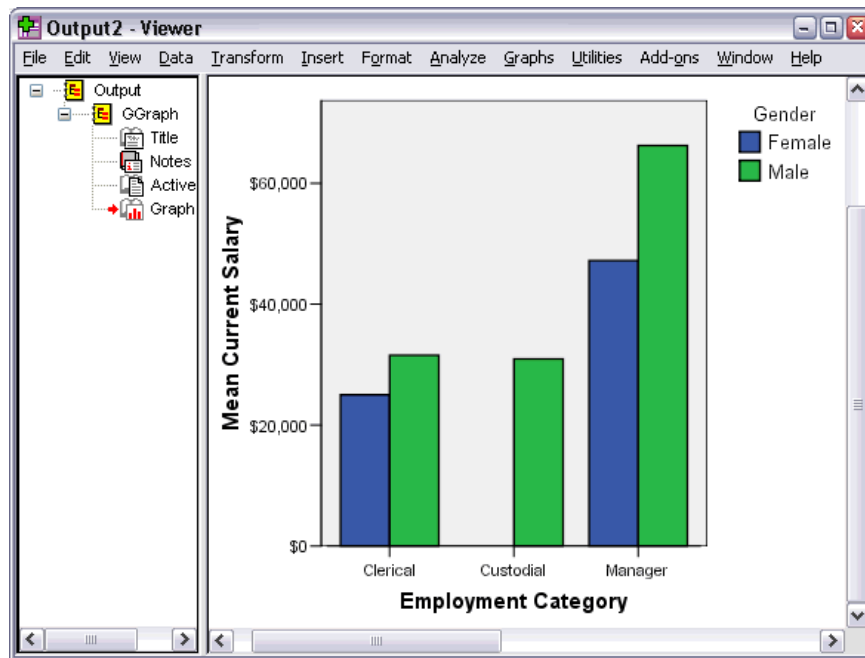 Output2 - Viewer
File Edit View Data Transform Insert Format Analyze Graphs Utilities Add-ons Window Help
Output
GGraph
Title
Notes
Active
Graph
Gender
Female
Male
$60,000
$40,000
$20,000
$0
Mean Current Salary
Clerical Custodial Manager
Employment Category